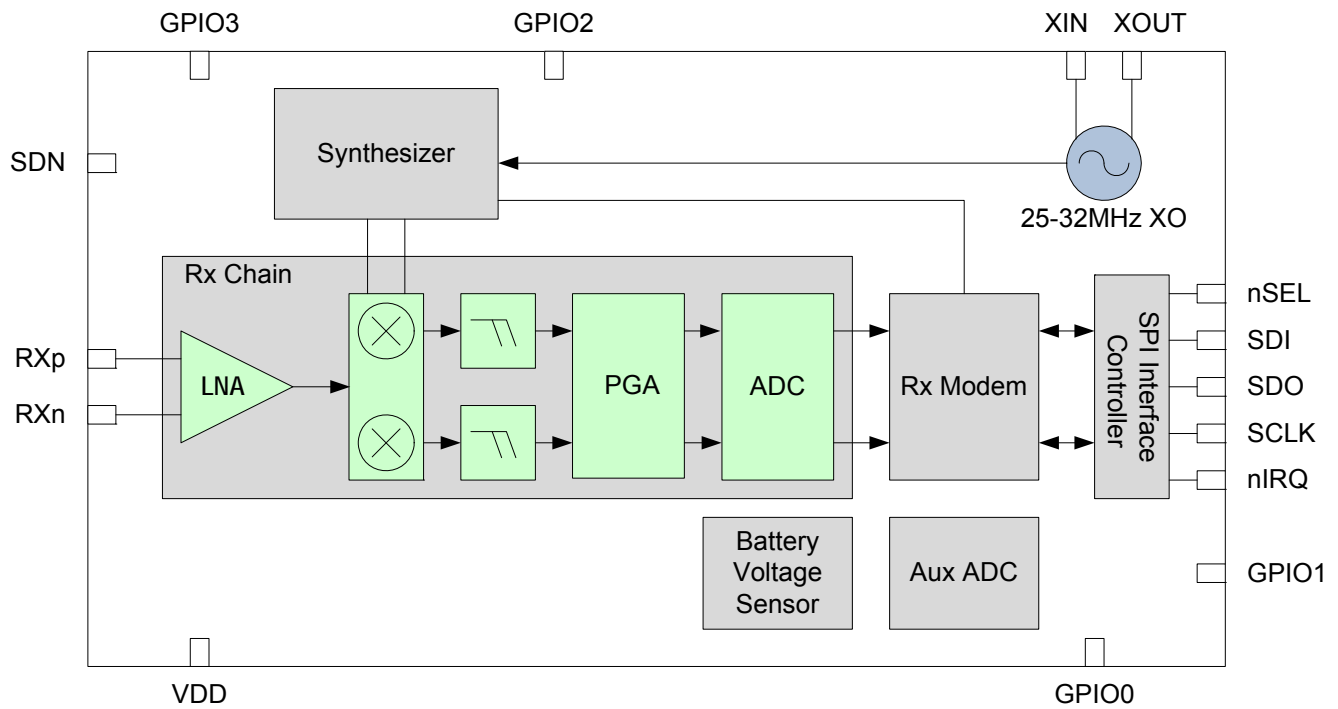 GPIO3
GPIO2
XIN
XOUT
SDN
Synthesizer
25-32MHz XO
Rx Chain
nSEL
SDI
SDO
SCLK
nIRQ
RXp
RXn
LNA
PGA
ADC
Rx Modem
SPI Interface
Controller
Battery
Voltage
Sensor
Aux ADC
GPIO1
VDD
GPIO0